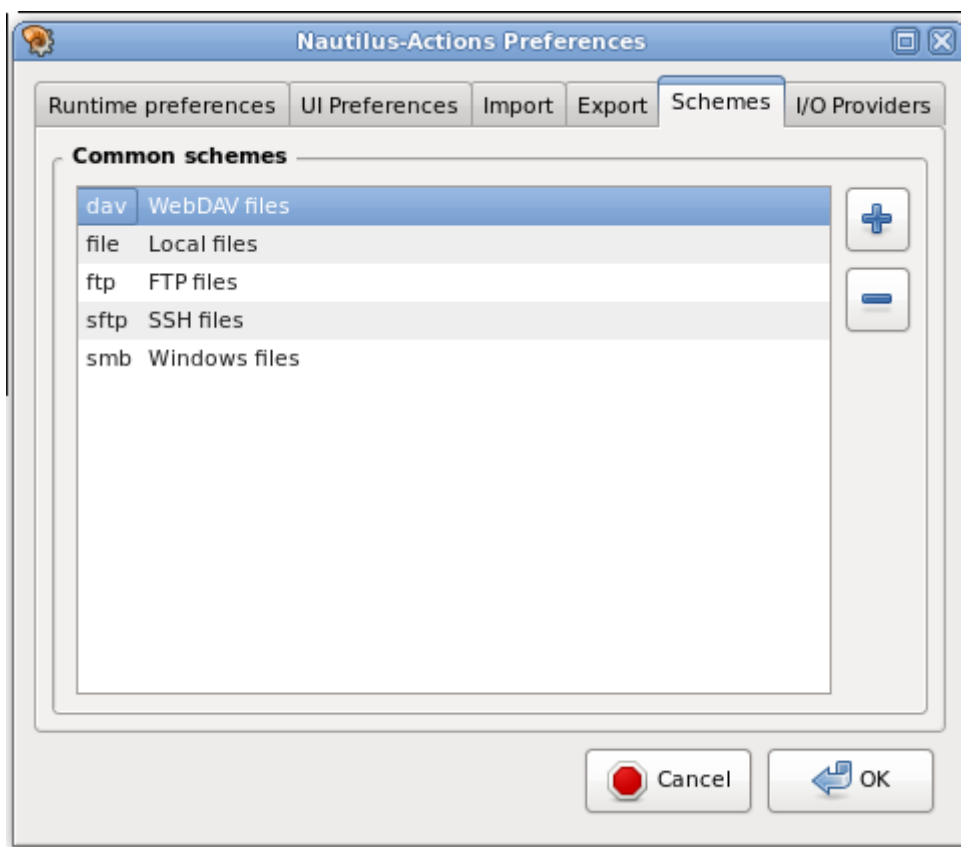 Nautilus-Actions Preferences
Runtime preferences UI Preferences Import Export Schemes I/O Providers
Common schemes
dav WebDAV files
file Local files
ftp FTP files
sftp SSH files
smb Windows files
Cancel OK